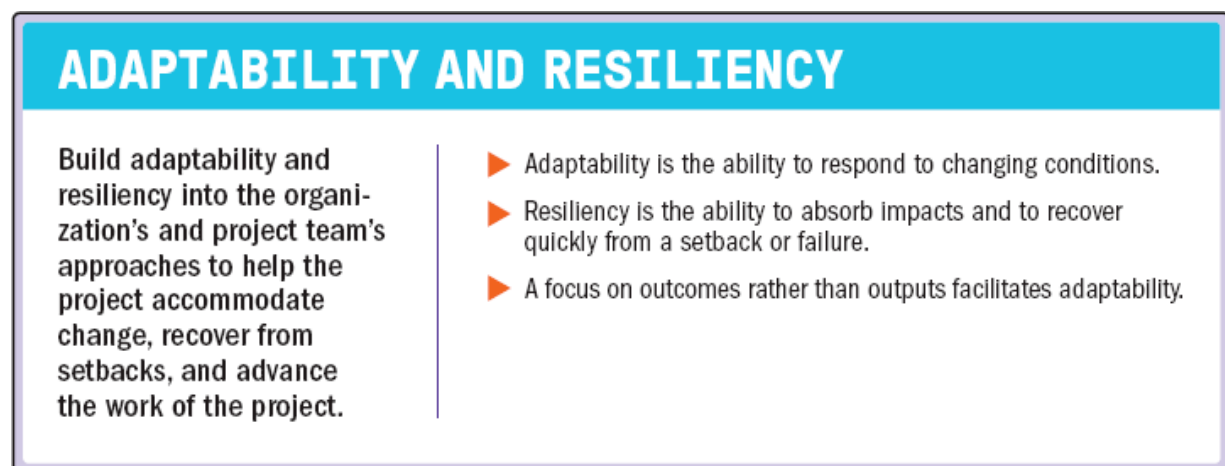 ADAPTABILITY AND RESILIENCY
Build adaptability and
resiliency into the organi-
zation's and project team's
approaches to help the
project accommodate
change, recover from
setbacks, and advance
the work of the project.
Adaptability is the ability to respond to changing conditions.
Resiliency is the ability to absorb impacts and to recover
quickly from a setback or failure.
A focus on outcomes rather than outputs facilitates adaptability.